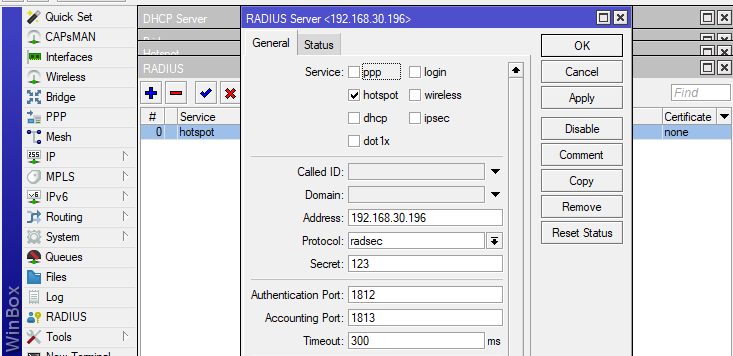 Quick Set
CAPsMAN
Interfaces
Wireless
Bridge
PPP
Mesh
IP
MPLS
IPv6
Routing
System
Queues
Files
Log
RADIUS
Tools
New Terminal
WinBox
DHCP Server
Hotspot
RADIUS
Find
# Service Certificate
0 hotspot none
RADIUS Server <192.168.30.196>
General Status
Service: ppp login
hotspot wireless
dhcp ipsec
dot1x
Called ID:
Domain:
Address: 192.168.30.196
Protocol: radsec
Secret: 123
Authentication Port: 1812
Accounting Port: 1813
Timeout: 300 ms
OK
Cancel
Apply
Disable
Comment
Copy
Remove
Reset Status